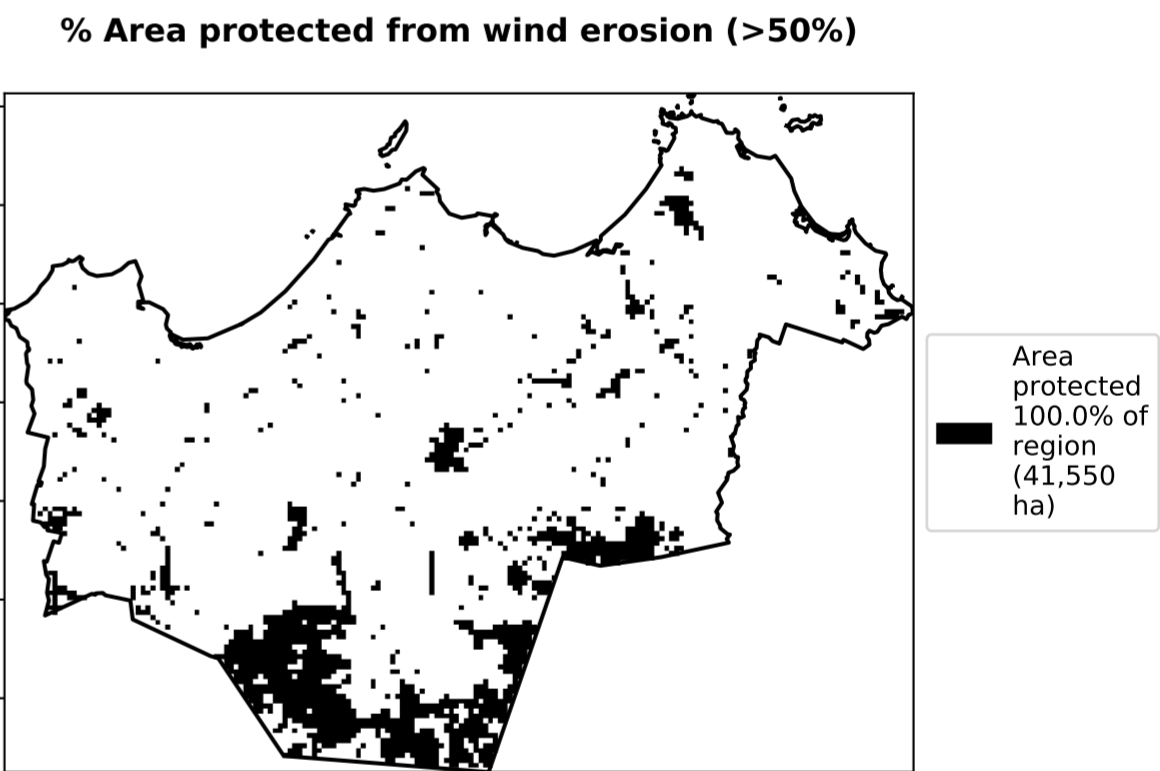 % Area protected from wind erosion (>50%)
Area
protected
100.0% of
region
(41,550
ha)